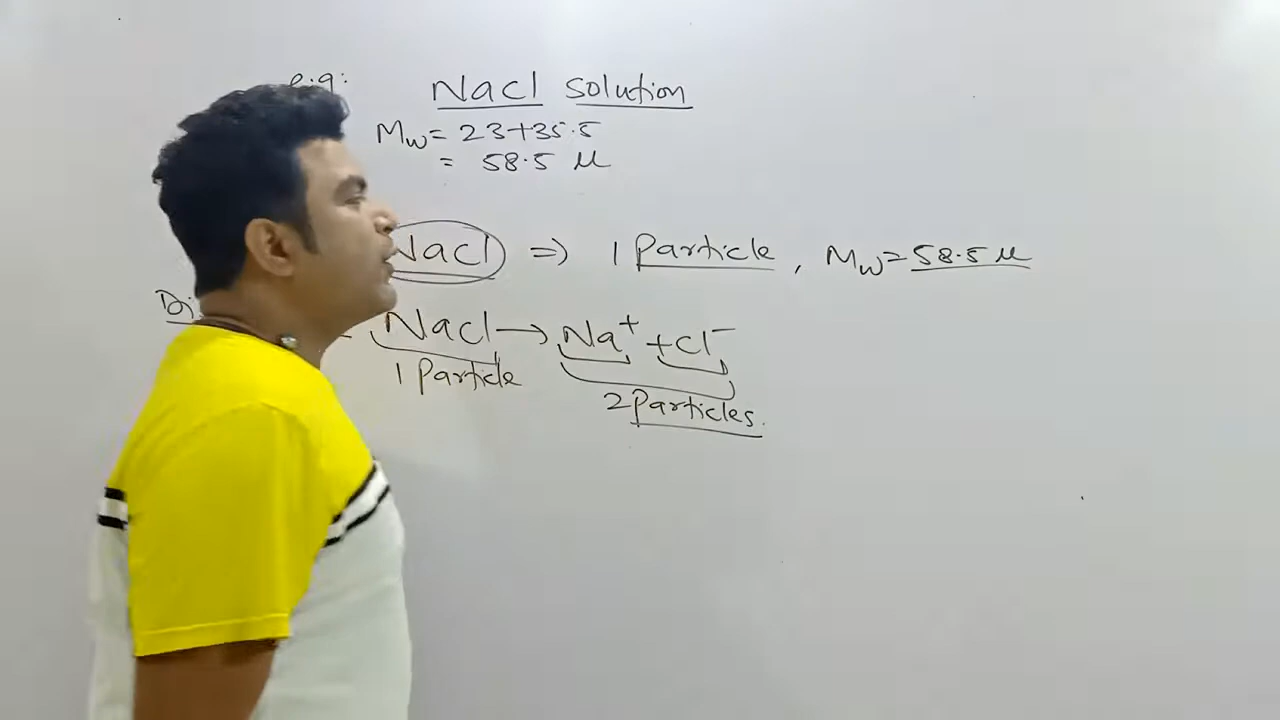 e.g:
Nacl solution
Mw = 23+35.5
= 58.5 u
Nacl ⇒ 1 Particle, Mw = 58.5 u
Nacl → Na⁺ + Cl⁻
1 Particle
2 Particles.